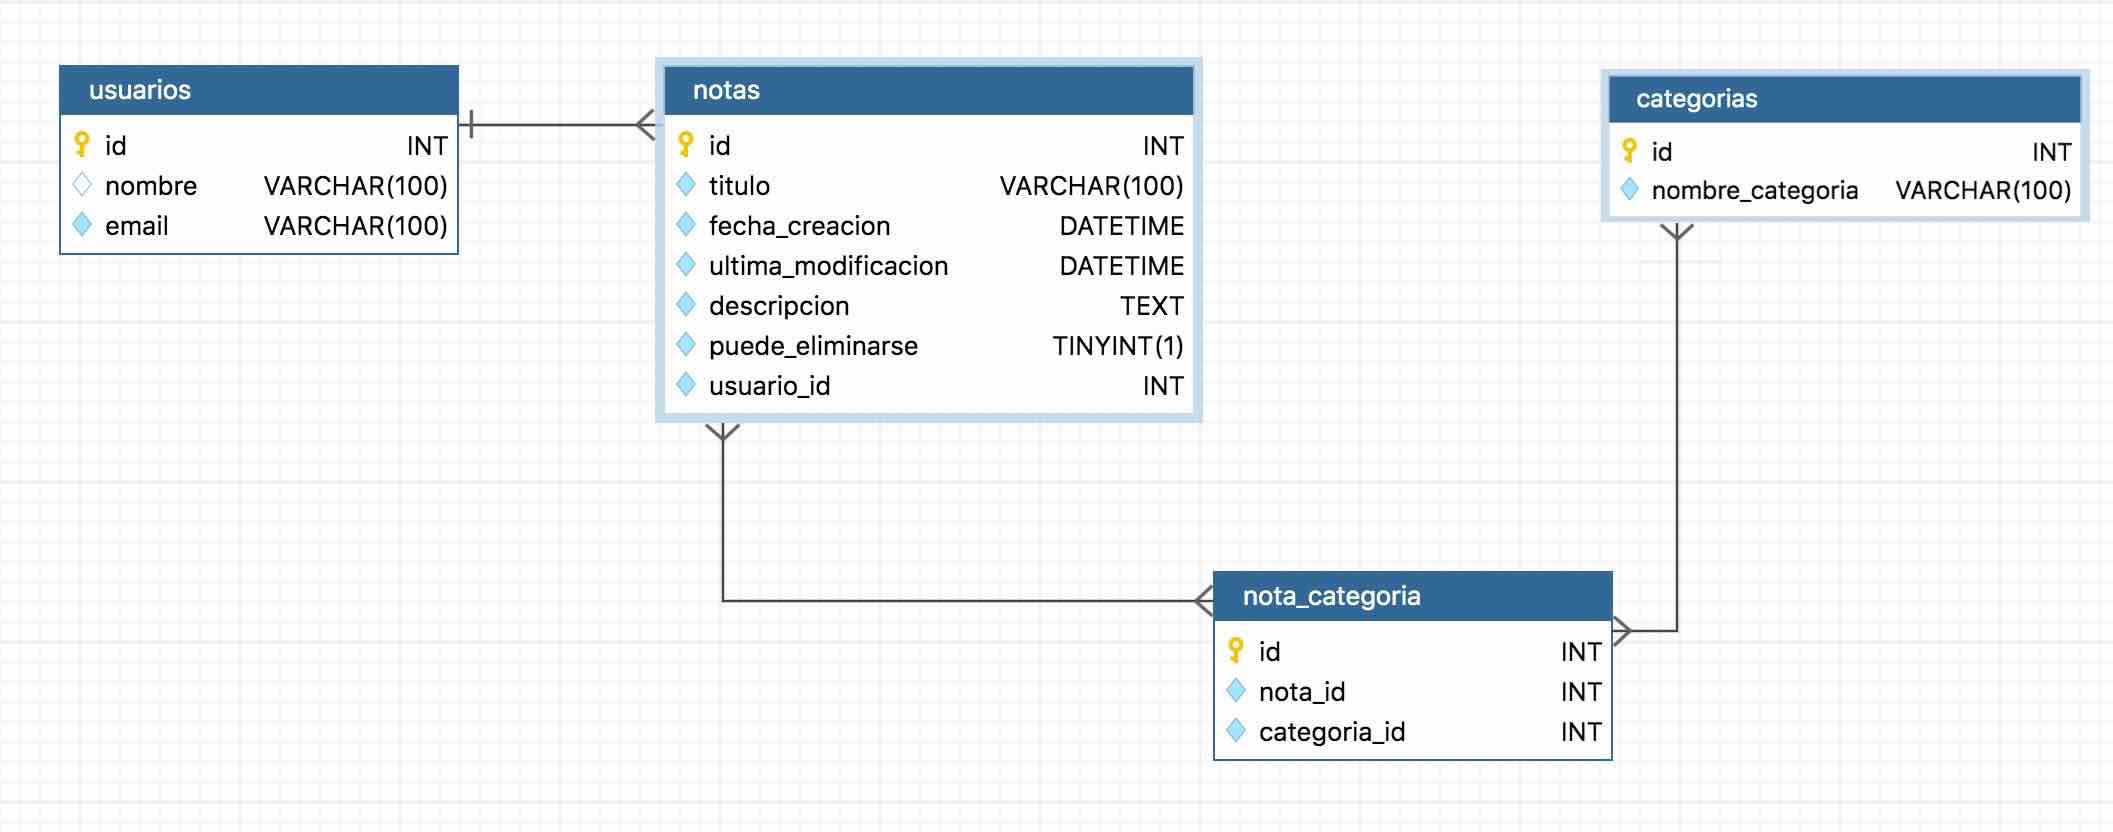 usuarios
id INT
nombre VARCHAR(100)
email VARCHAR(100)
notas
id INT
titulo VARCHAR(100)
fecha_creacion DATETIME
ultima_modificacion DATETIME
descripcion TEXT
puede_eliminarse TINYINT(1)
usuario_id INT
categorias
id INT
nombre_categoria VARCHAR(100)
nota_categoria
id INT
nota_id INT
categoria_id INT